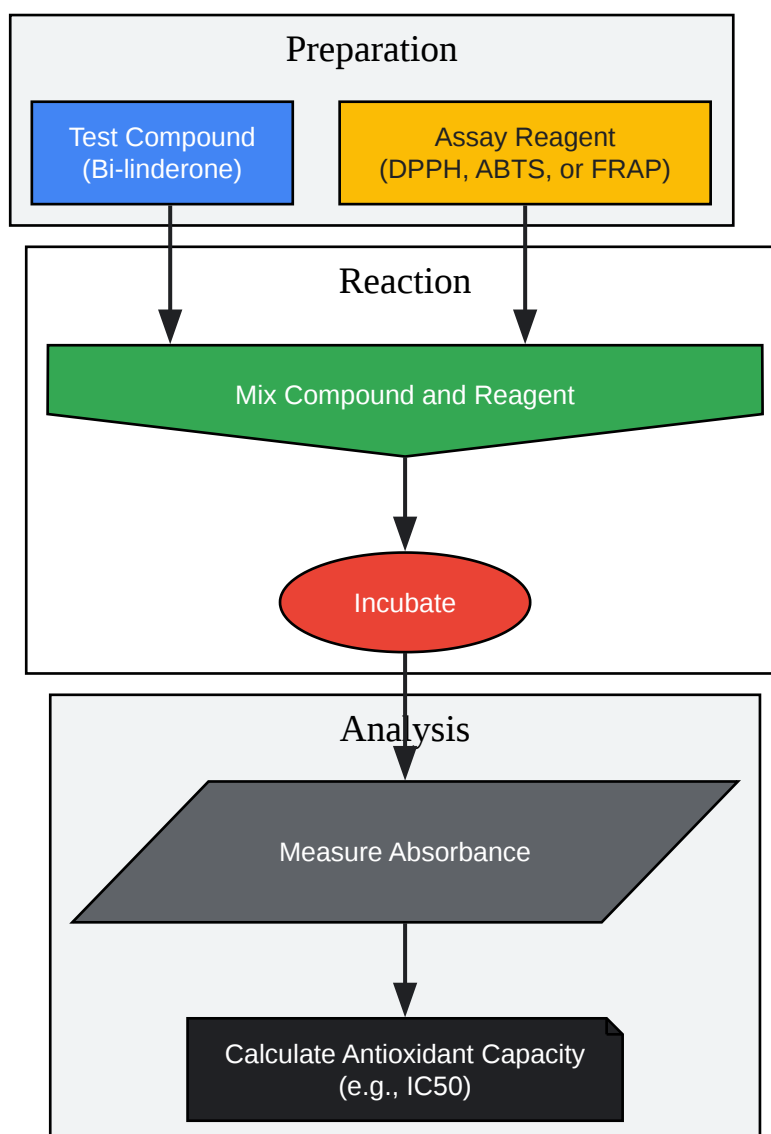 Preparation
Test Compound
(Bi-linderone)
Assay Reagent
(DPPH, ABTS, or FRAP)
Reaction
Mix Compound and Reagent
Incubate
Analysis
Measure Absorbance
Calculate Antioxidant Capacity
(e.g., IC50)